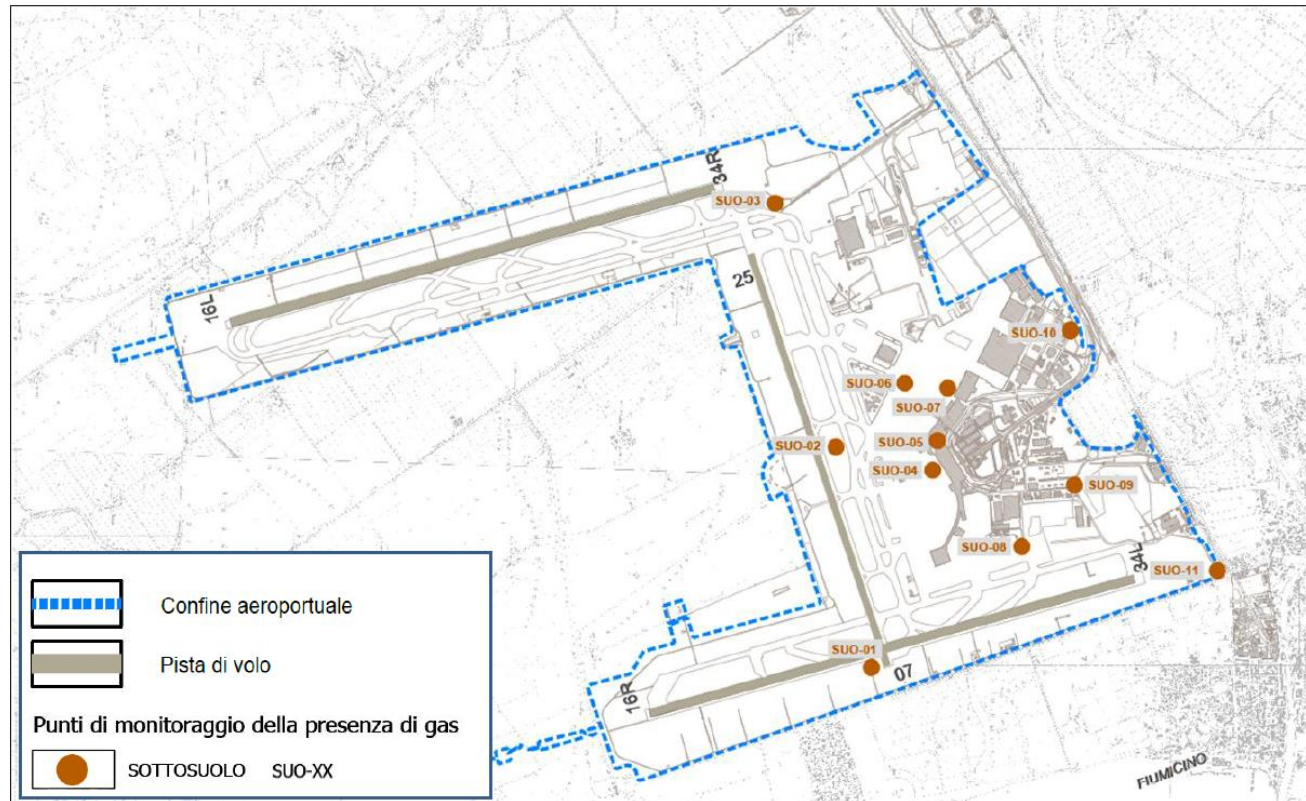 34R
SUO-03
25
16L
SUO-10
SUO-06
SUO-07
SUO-05
SUO-02
SUO-04
SUO-09
SUO-08
34L
SUO-11
SUO-01
07
16R
FIUMICINO
Confine aeroportuale
Pista di volo
Punti di monitoraggio della presenza di gas
SOTTOSUOLO SUO-XX